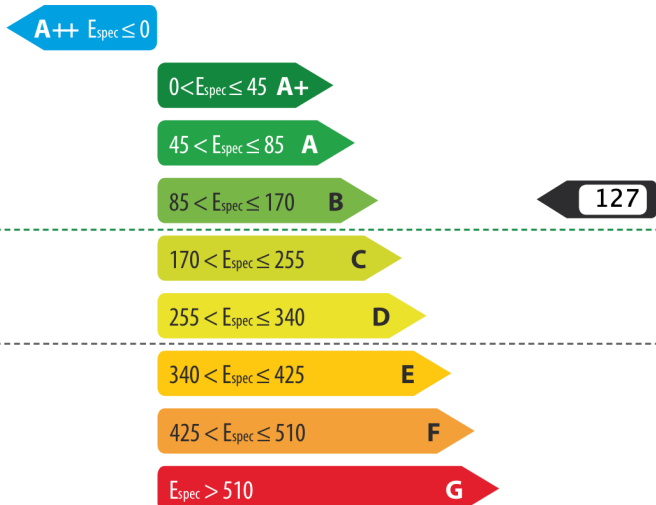 A++ Espec ≤ 0
0<Espec ≤ 45 A+
45 < Espec ≤ 85 A
85 < Espec ≤ 170 B
127
170 < Espec ≤ 255 C
255 < Espec ≤ 340 D
340 < Espec ≤ 425 E
425 < Espec ≤ 510 F
Espec > 510 G